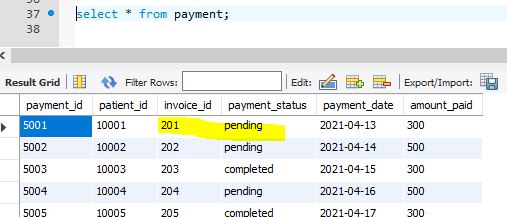 37 select * from payment;
38
Result Grid Filter Rows: Edit: Export/Import:
payment_id patient_id invoice_id payment_status payment_date amount_paid
5001 10001 201 pending 2021-04-13 300
5002 10002 202 pending 2021-04-14 500
5003 10003 203 completed 2021-04-15 300
5004 10004 204 pending 2021-04-16 500
5005 10005 205 completed 2021-04-17 300